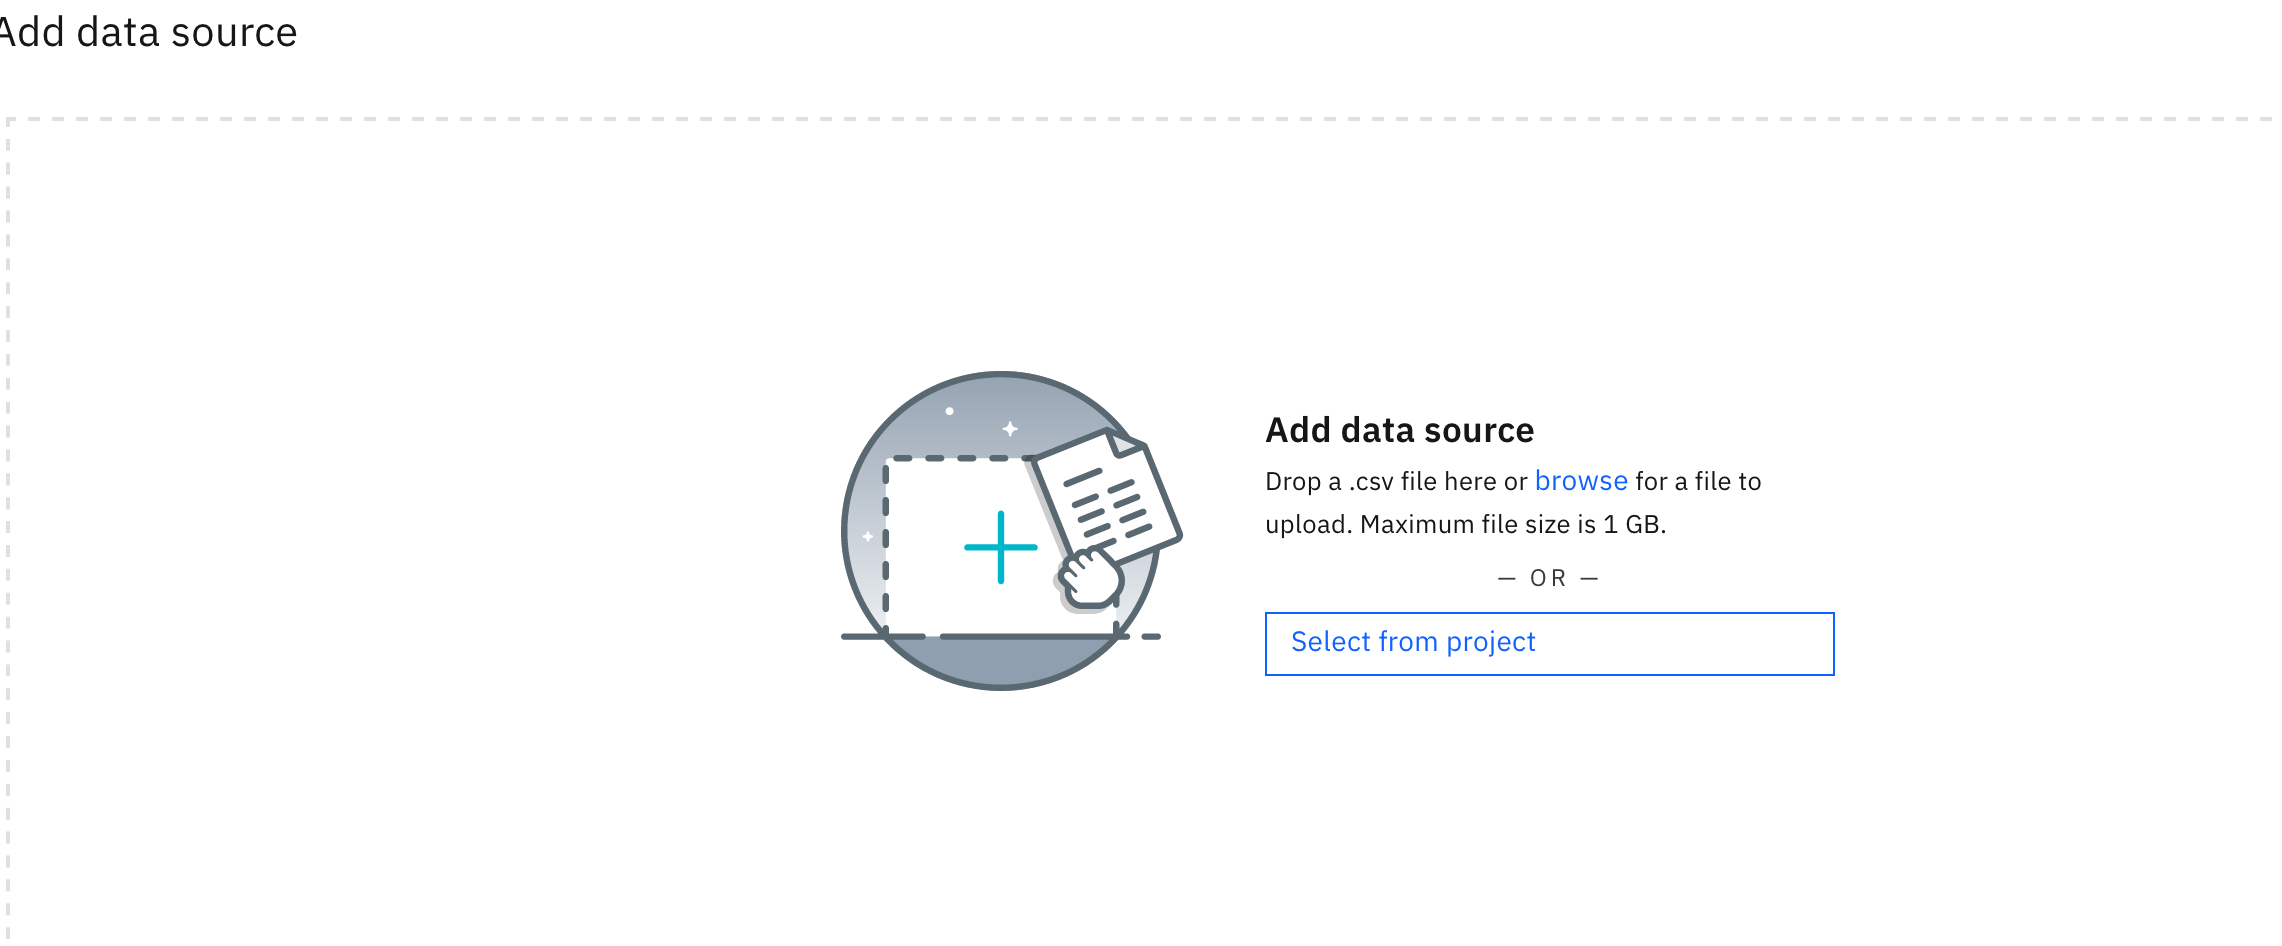 Add data source
Add data source
Drop a .csv file here or browse for a file to
upload. Maximum file size is 1 GB.
— OR —
Select from project